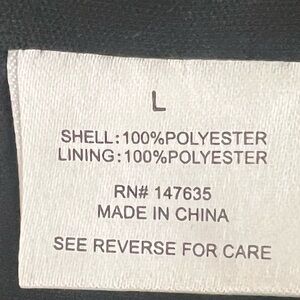 L
SHELL:100%POLYESTER
LINING:100%POLYESTER
RN# 147635
MADE IN CHINA
SEE REVERSE FOR CARE